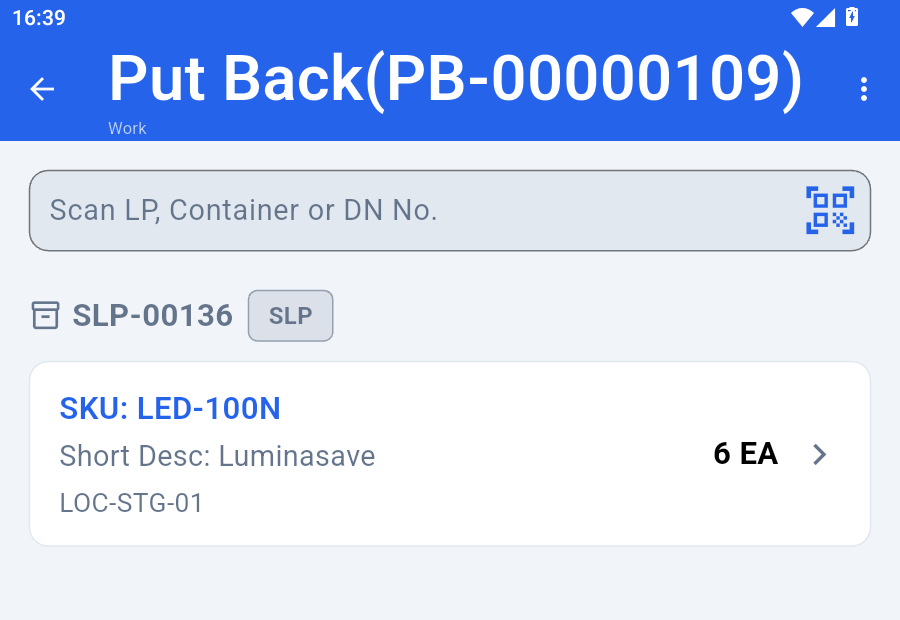 16:39
Put Back(PB-00000109)
Work
Scan LP, Container or DN No.
SLP-00136 SLP
SKU: LED-100N
Short Desc: Luminasave
6 EA
LOC-STG-01